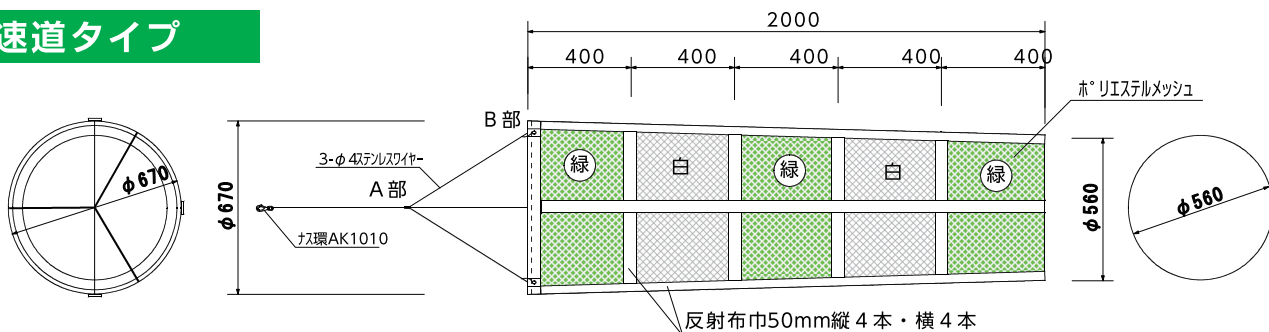 速道タイプ
2000
400 400 400 400 400
ポリエステルメッシュ
B部
3-φ4ステンレスワイヤー
A部
緑 白 緑 白 緑
φ670
φ670
φ560
φ560
ナス環AK1010
反射布巾50mm縦4本・横4本